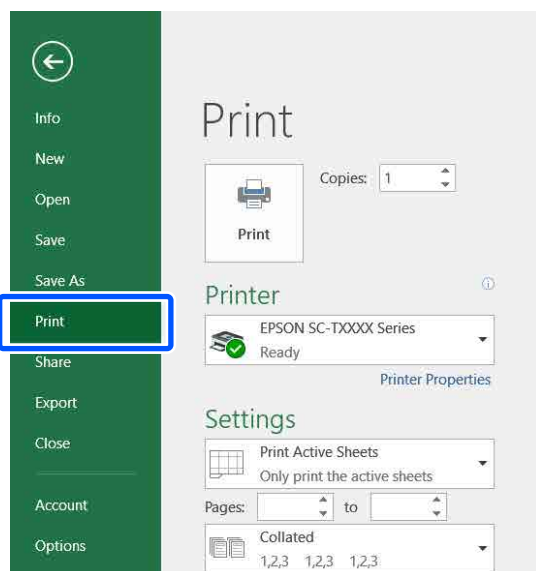 Info
New
Open
Save
Save As
Print
Share
Export
Close
Account
Options
Print
Copies: 1
Print
Printer
EPSON SC-TXXXX Series
Ready
Printer Properties
Settings
Print Active Sheets
Only print the active sheets
Pages: to
Collated
1,2,3 1,2,3 1,2,3